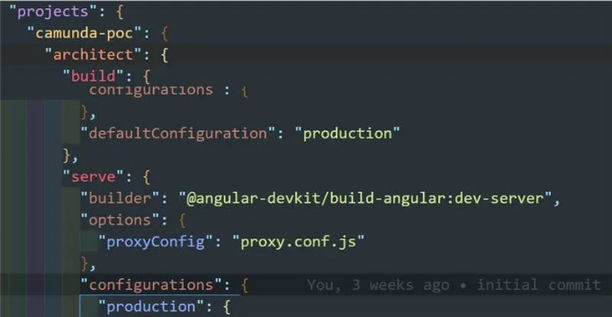 "projects": {
"camunda-poc": {
"architect": {
"build": {
configurations : {
},
"defaultConfiguration": "production"
},
"serve": {
"builder": "@angular-devkit/build-angular:dev-server",
"options": {
"proxyConfig": "proxy.conf.js"
},
"configurations": { You, 3 weeks ago • initial commit
"production": {